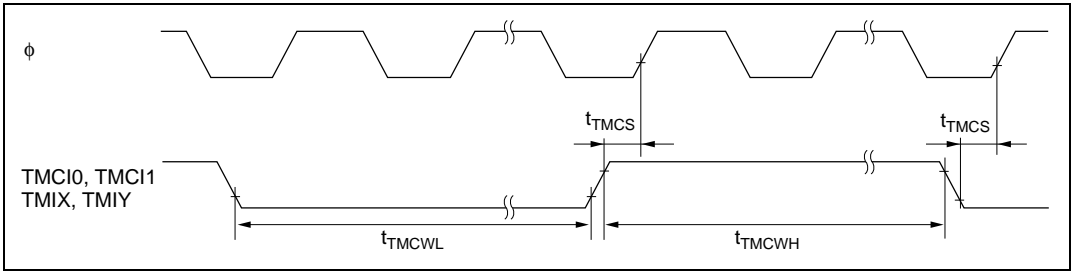 ϕ
tTMCS
tTMCS
TMCI0, TMCI1
TMIX, TMIY
tTMCWL
tTMCWH